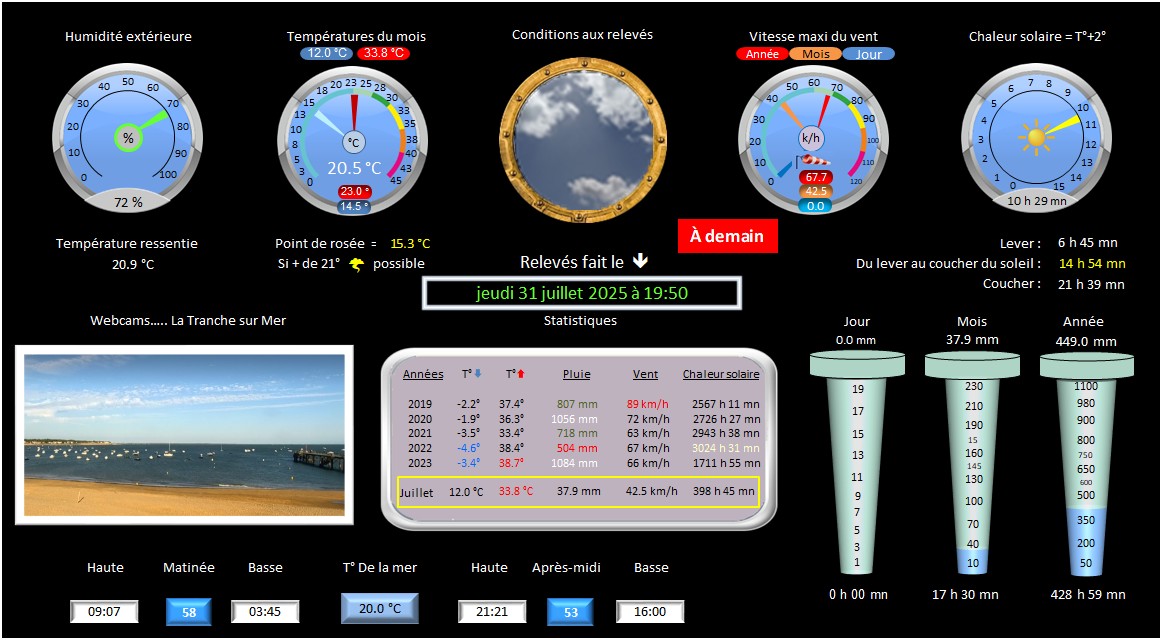 Humidité extérieure
Températures du mois
Conditions aux relevés
Vitesse maxi du vent
Chaleur solaire = T°+2°
12.0 °C 33.8 °C
Année Mois Jour
0 10 20 30 40 50 60 70 80 90 100
%
72 %
0 3 5 8 10 13 15 18 20 23 25 28 30 33 35 38 40 43 45
°C
20.5 °C
23.0 °
14.5 °
0 10 20 30 40 50 60 70 80 90 100 110 120
k/h
67.7
42.5
0.0
0 1 2 3 4 5 6 7 8 9 10 11 12 13 14 15
10 h 29 mn
Température ressentie
20.9 °C
Point de rosée = 15.3 °C
Si + de 21° possible
À demain
Relevés fait le
jeudi 31 juillet 2025 à 19:50
Lever : 6 h 45 mn
Du lever au coucher du soleil : 14 h 54 mn
Coucher : 21 h 39 mn
Webcams..... La Tranche sur Mer
Statistiques
Années T° T° Pluie Vent Chaleur solaire
2019 -2.2° 37.4° 807 mm 89 km/h 2567 h 11 mn
2020 -1.9° 36.3° 1056 mm 72 km/h 2726 h 27 mn
2021 -3.5° 33.4° 718 mm 63 km/h 2943 h 38 mn
2022 -4.6° 38.4° 504 mm 67 km/h 3024 h 31 mn
2023 -3.4° 38.7° 1084 mm 66 km/h 1711 h 55 mn
Juillet 12.0 °C 33.8 °C 37.9 mm 42.5 km/h 398 h 45 mn
Jour
0.0 mm
19
17
15
13
11
9
7
5
3
1
0 h 00 mn
Mois
37.9 mm
230
210
190
15
160
145
130
100
70
40
10
17 h 30 mn
Année
449.0 mm
1100
980
900
800
750
650
600
500
350
200
50
428 h 59 mn
Haute Matinée Basse T° De la mer Haute Après-midi Basse
09:07 58 03:45 20.0 °C 21:21 53 16:00